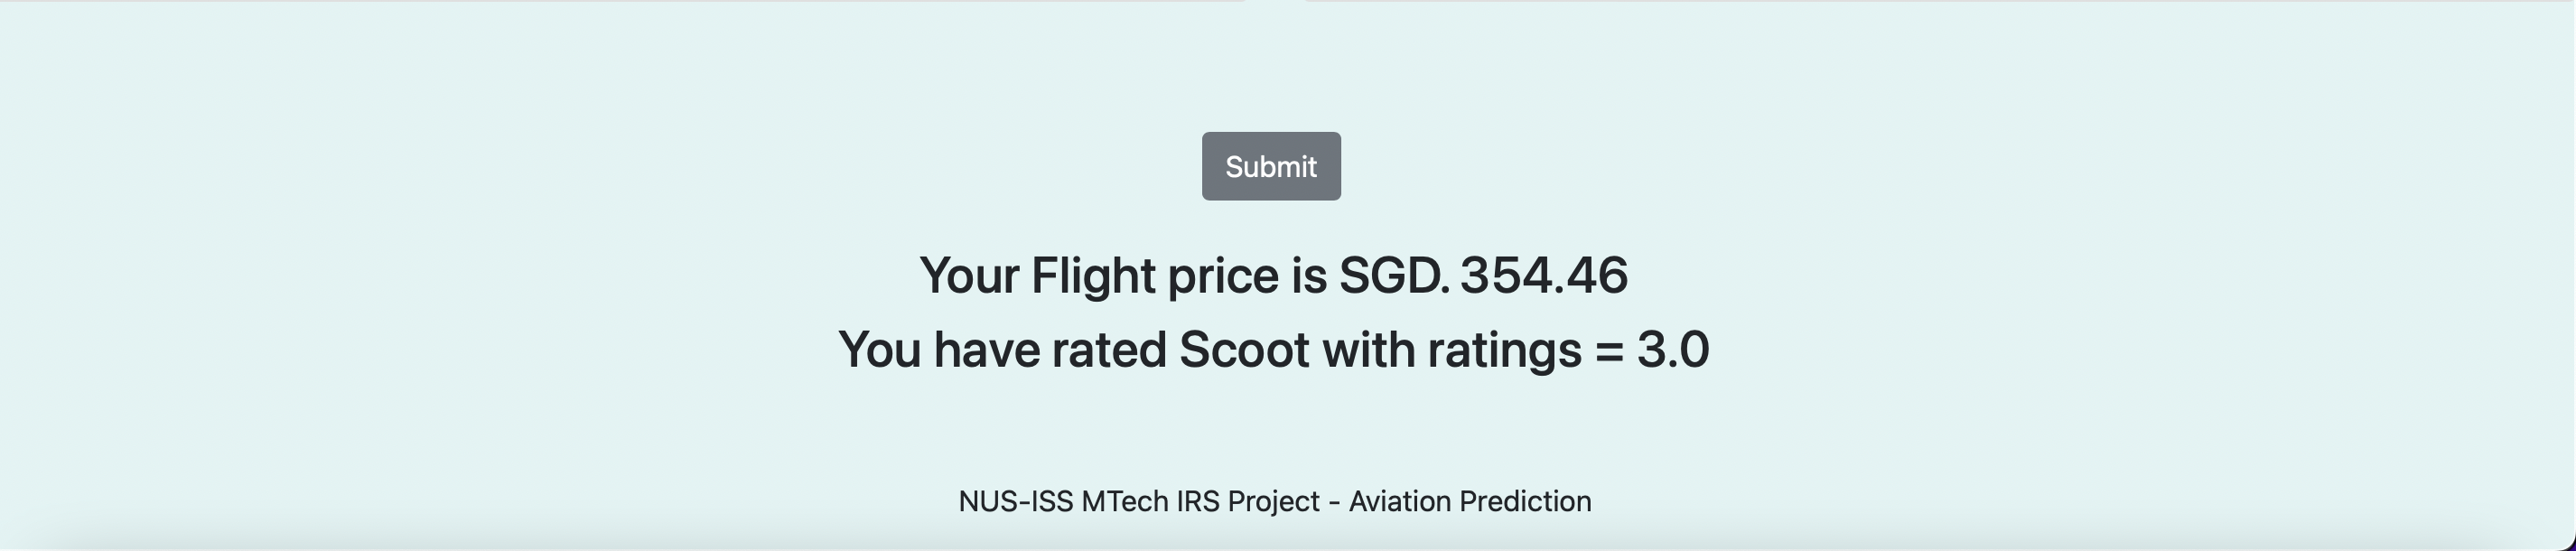 Submit
Your Flight price is SGD. 354.46
You have rated Scoot with ratings = 3.0
NUS-ISS MTech IRS Project - Aviation Prediction